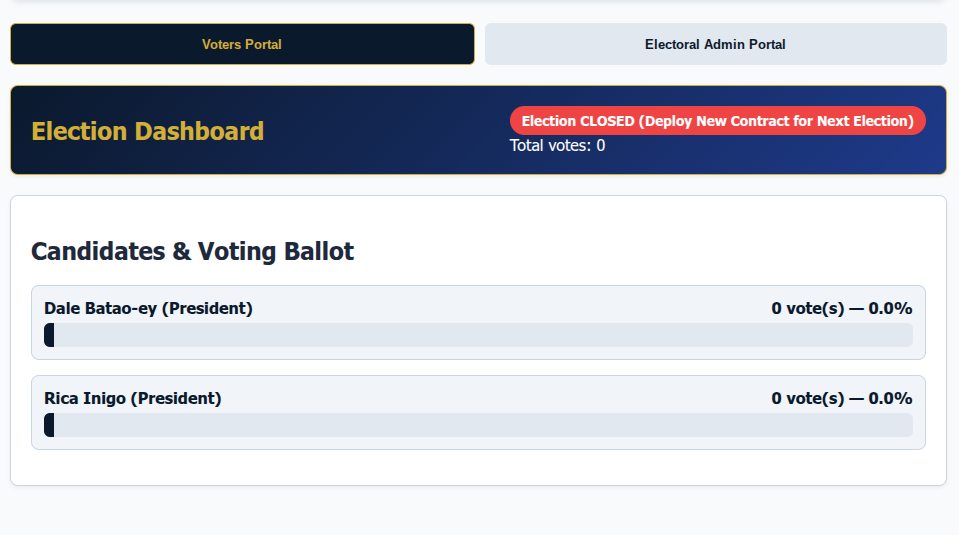 Voters Portal
Electoral Admin Portal
Election Dashboard
Election CLOSED (Deploy New Contract for Next Election)
Total votes: 0
Candidates & Voting Ballot
Dale Batao-ey (President)
0 vote(s) — 0.0%
Rica Inigo (President)
0 vote(s) — 0.0%